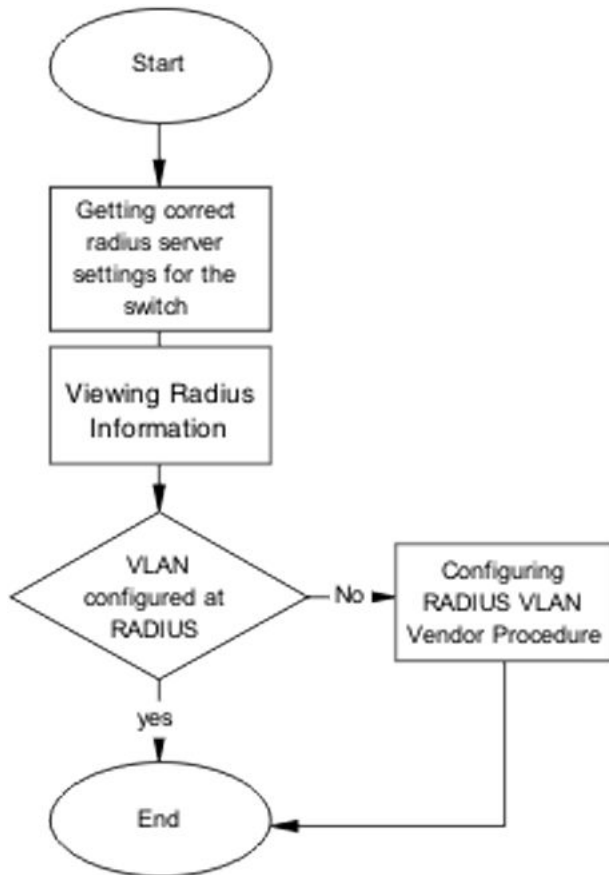 Start
Getting correct
radius server
settings for the
switch
Viewing Radius
Information
VLAN
configured at
RADIUS
No
Configuring
RADIUS VLAN
Vendor Procedure
yes
End